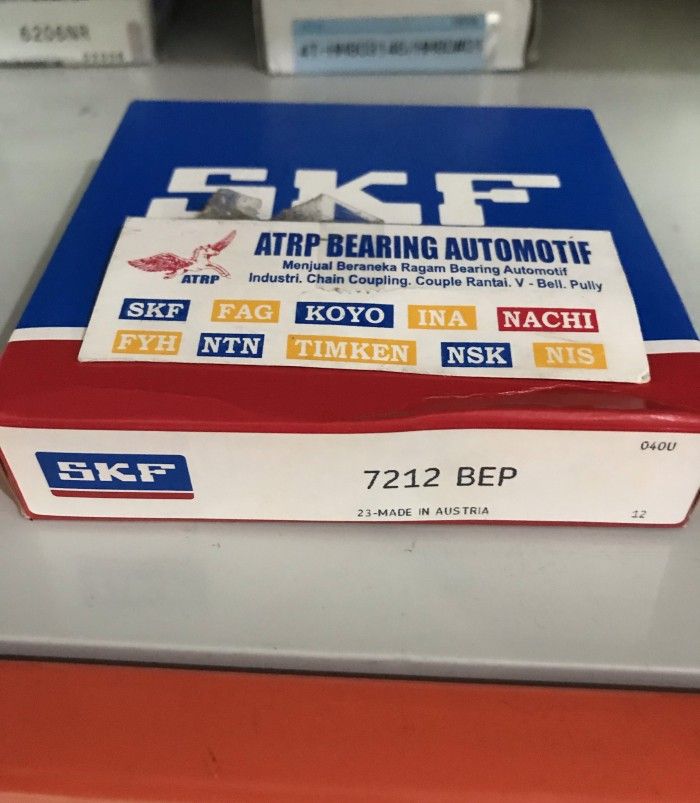 6206NR
SKF
ATRP BEARING AUTOMOTIF
Menjual Beraneka Ragam Bearing Automotif
Industri. Chain Coupling. Couple Rantai. V - Bell. Pully
ATRP
SKF FAG KOYO INA NACHI
FYH NTN TIMKEN NSK NIS
040U
SKF 7212 BEP
23-MADE IN AUSTRIA 12